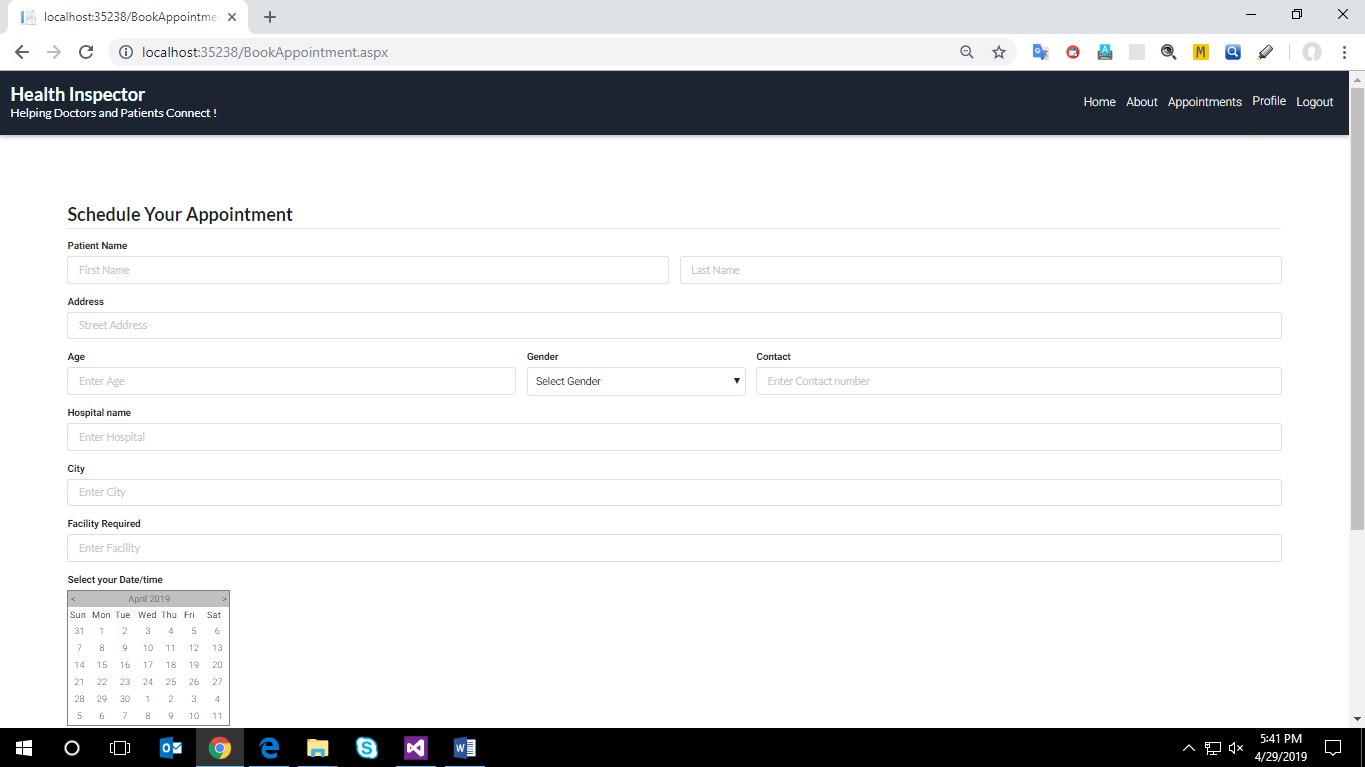 localhost:35238/BookAppointme
localhost:35238/BookAppointment.aspx
Health Inspector
Helping Doctors and Patients Connect !
Home About Appointments Profile Logout
Schedule Your Appointment
Patient Name
First Name Last Name
Address
Street Address
Age Gender Contact
Enter Age Select Gender Enter Contact number
Hospital name
Enter Hospital
City
Enter City
Facility Required
Enter Facility
Select your Date/time
< April 2019 >
Sun Mon Tue Wed Thu Fri Sat
31 1 2 3 4 5 6
7 8 9 10 11 12 13
14 15 16 17 18 19 20
21 22 23 24 25 26 27
28 29 30 1 2 3 4
5 6 7 8 9 10 11
5:41 PM
4/29/2019